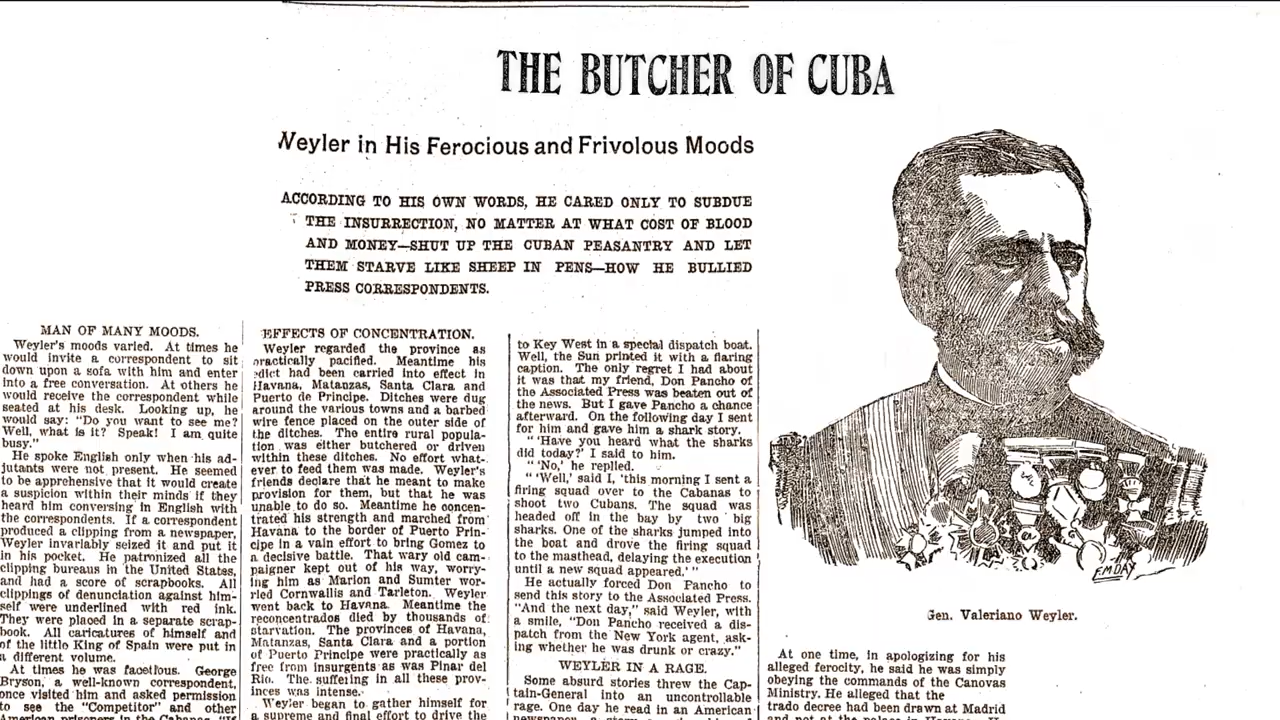 THE BUTCHER OF CUBA
Weyler in His Ferocious and Frivolous Moods
ACCORDING TO HIS OWN WORDS, HE CARED ONLY TO SUBDUE
THE INSURRECTION, NO MATTER AT WHAT COST OF BLOOD
AND MONEY—SHUT UP THE CUBAN PEASANTRY AND LET
THEM STARVE LIKE SHEEP IN PENS—HOW HE BULLIED
PRESS CORRESPONDENTS.
MAN OF MANY MOODS.
Weyler's moods varied. At times he
would invite a correspondent to sit
down upon a sofa with him and enter
into a free conversation. At others he
would receive the correspondent while
seated at his desk. Looking up, he
would say: "Do you want to see me?
Well, what is it? Speak! I am quite
busy."
He spoke English only when his ad-
jutants were not present. He seemed
to be apprehensive that it would create
a suspicion within their minds if they
heard him conversing in English with
the correspondents. If a correspondent
produced a clipping from a newspaper,
Weyler invariably seized it and put it
in his pocket. He patronized all the
clipping bureaus in the United States,
and had a score of scrapbooks. All
clippings of denunciation against him-
self were underlined with red ink.
They were placed in a separate scrap-
book. All caricatures of himself and
of the little King of Spain were put in
a different volume.
At times he was facetious. George
Bryson, a well-known correspondent,
once visited him and asked permission
to see the "Competitor" and other
American prisoners in the Cabanas. "If
EFFECTS OF CONCENTRATION.
Weyler regarded the province as
practically pacified. Meantime his
edict had been carried into effect in
Havana, Matanzas, Santa Clara and
Puerto de Principe. Ditches were dug
around the various towns and a barbed
wire fence placed on the outer side of
the ditches. The entire rural popula-
tion was either butchered or driven
within these ditches. No effort what-
ever to feed them was made. Weyler's
friends declare that he meant to make
provision for them, but that he was
unable to do so. Meantime he concen-
trated his strength and marched from
Havana to the border of Puerto Prin-
cipe in a vain effort to bring Gomez to
a decisive battle. That wary old cam-
paigner kept out of his way, worry-
ing him as Marion and Sumter wor-
ried Cornwallis and Tarleton. Weyler
went back to Havana. Meantime the
reconcentrados died by thousands of
starvation. The provinces of Havana,
Matanzas, Santa Clara and a portion
of Puerto Principe were practically as
free from insurgents as was Pinar del
Rio. The suffering in all these prov-
inces was intense.
Weyler began to gather himself for
a supreme and final effort to drive the
to Key West in a special dispatch boat.
Well, the Sun printed it with a flaring
caption. The only regret I had about
it was that my friend, Don Pancho of
the Associated Press was beaten out of
the news. But I gave Pancho a chance
afterward. On the following day I sent
for him and gave him a shark story.
"'Have you heard what the sharks
did today?' I said to him.
"'No,' he replied.
"'Well,' said I, 'this morning I sent a
firing squad over to the Cabanas to
shoot two Cubans. The squad was
headed off in the bay by two big
sharks. One of the sharks jumped into
the boat and drove the firing squad
to the masthead, delaying the execution
until a new squad appeared.'"
He actually forced Don Pancho to
send this story to the Associated Press.
"And the next day," said Weyler, with
a smile, "Don Pancho received a dis-
patch from the New York agent, ask-
ing whether he was drunk or crazy."
WEYLER IN A RAGE.
Some absurd stories threw the Cap-
tain-General into an uncontrollable
rage. One day he read in an American
F.M.DAY
Gen. Valeriano Weyler.
At one time, in apologizing for his
alleged ferocity, he said he was simply
obeying the commands of the Canovas
Ministry. He alleged that the
trado decree had been drawn at Madrid